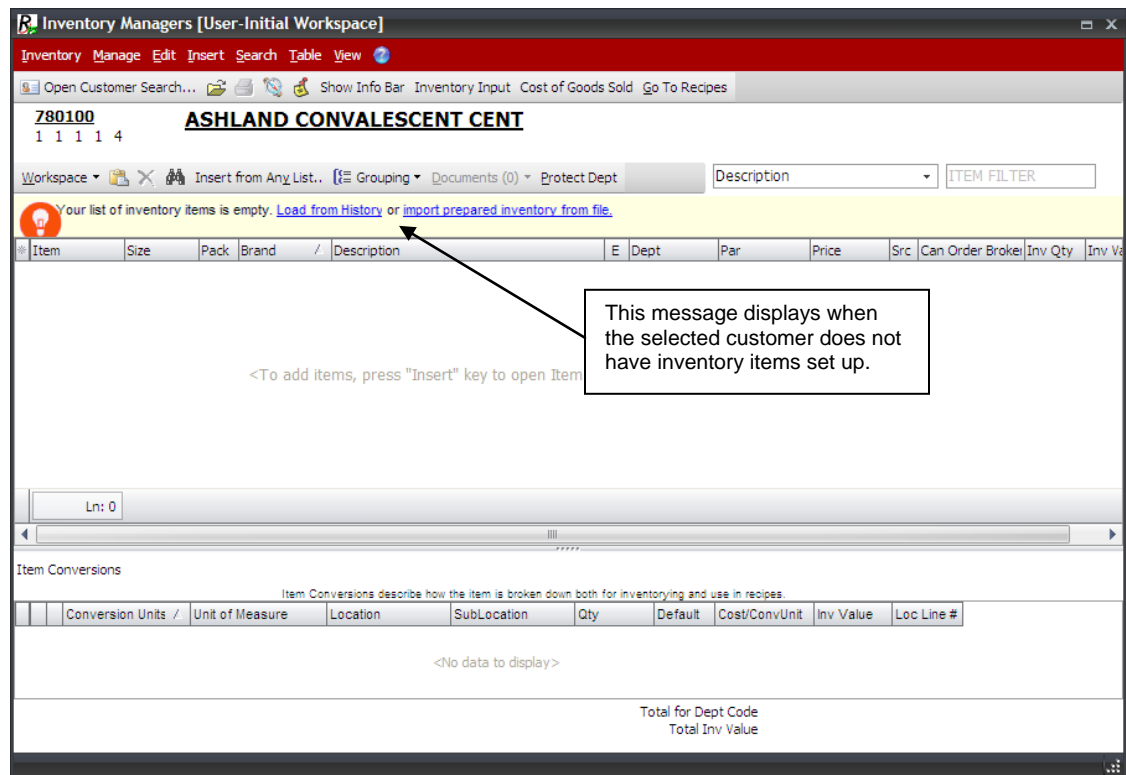 Inventory Managers [User-Initial Workspace]
Inventory Manage Edit Insert Search Table View
Open Customer Search... Show Info Bar Inventory Input Cost of Goods Sold Go To Recipes
780100 ASHLAND CONVALESCENT CENT
1 1 1 1 4
Workspace Insert from Any List.. Grouping Documents (0) Protect Dept Description ITEM FILTER
Your list of inventory items is empty. Load from History or import prepared inventory from file.
Item Size Pack Brand Description E Dept Par Price Src Can Order Broke Inv Qty Inv Va
This message displays when
the selected customer does not
have inventory items set up.
<To add items, press "Insert" key to open Item
Ln: 0
Item Conversions
Item Conversions describe how the item is broken down both for inventorying and use in recipes.
Conversion Units Unit of Measure Location SubLocation Qty Default Cost/ConvUnit Inv Value Loc Line #
<No data to display>
Total for Dept Code
Total Inv Value